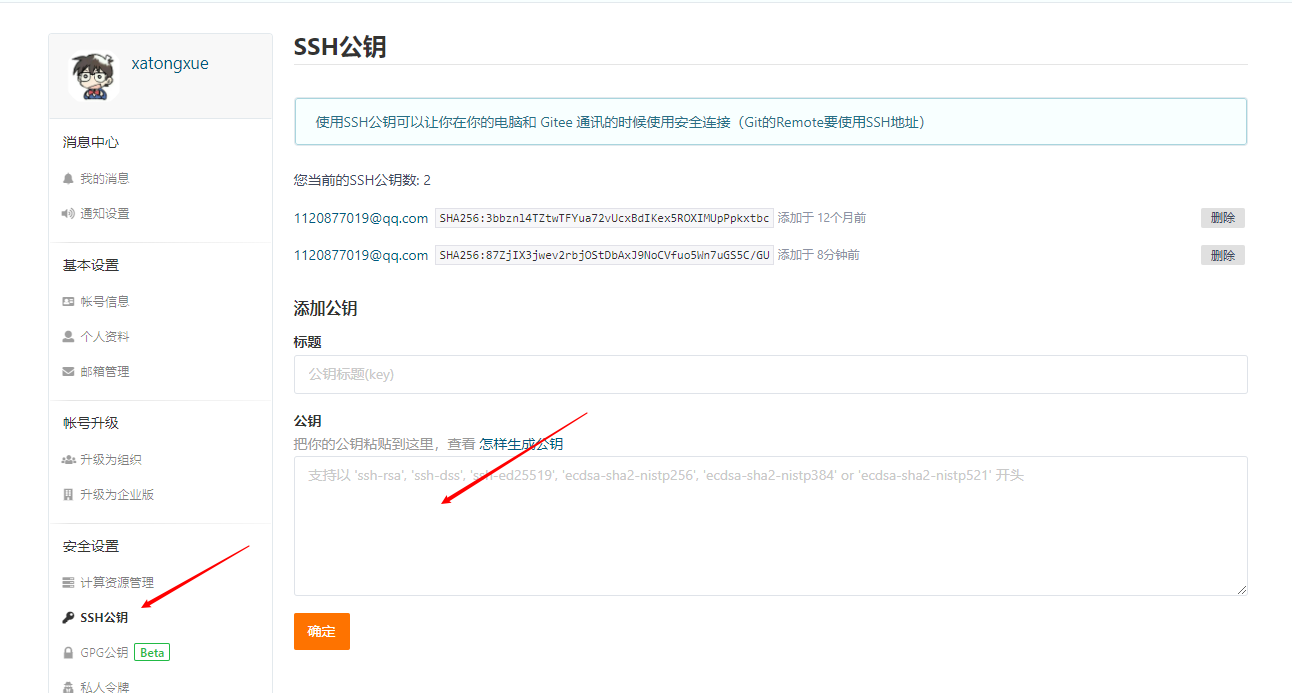 xatongxue
消息中心
我的消息
通知设置
基本设置
帐号信息
个人资料
邮箱管理
帐号升级
升级为组织
升级为企业版
安全设置
计算资源管理
SSH公钥
GPG公钥 Beta
私人令牌
SSH公钥
使用SSH公钥可以让你在你的电脑和 Gitee 通讯的时候使用安全连接（Git的Remote要使用SSH地址）
您当前的SSH公钥数: 2
1120877019@qq.com SHA256:3bbzn14TZtwTFYua72vUcxBdIKex5ROXIMUpPpkxtbc 添加于 12个月前 删除
1120877019@qq.com SHA256:87ZjIX3jwev2rbjOStDbAxJ9NoCVfuo5Wn7uGS5C/GU 添加于 8分钟前 删除
添加公钥
标题
公钥标题(key)
公钥
把你的公钥粘贴到这里，查看 怎样生成公钥
支持以 'ssh-rsa', 'ssh-dss', 'ssh-ed25519', 'ecdsa-sha2-nistp256', 'ecdsa-sha2-nistp384' or 'ecdsa-sha2-nistp521' 开头
确定